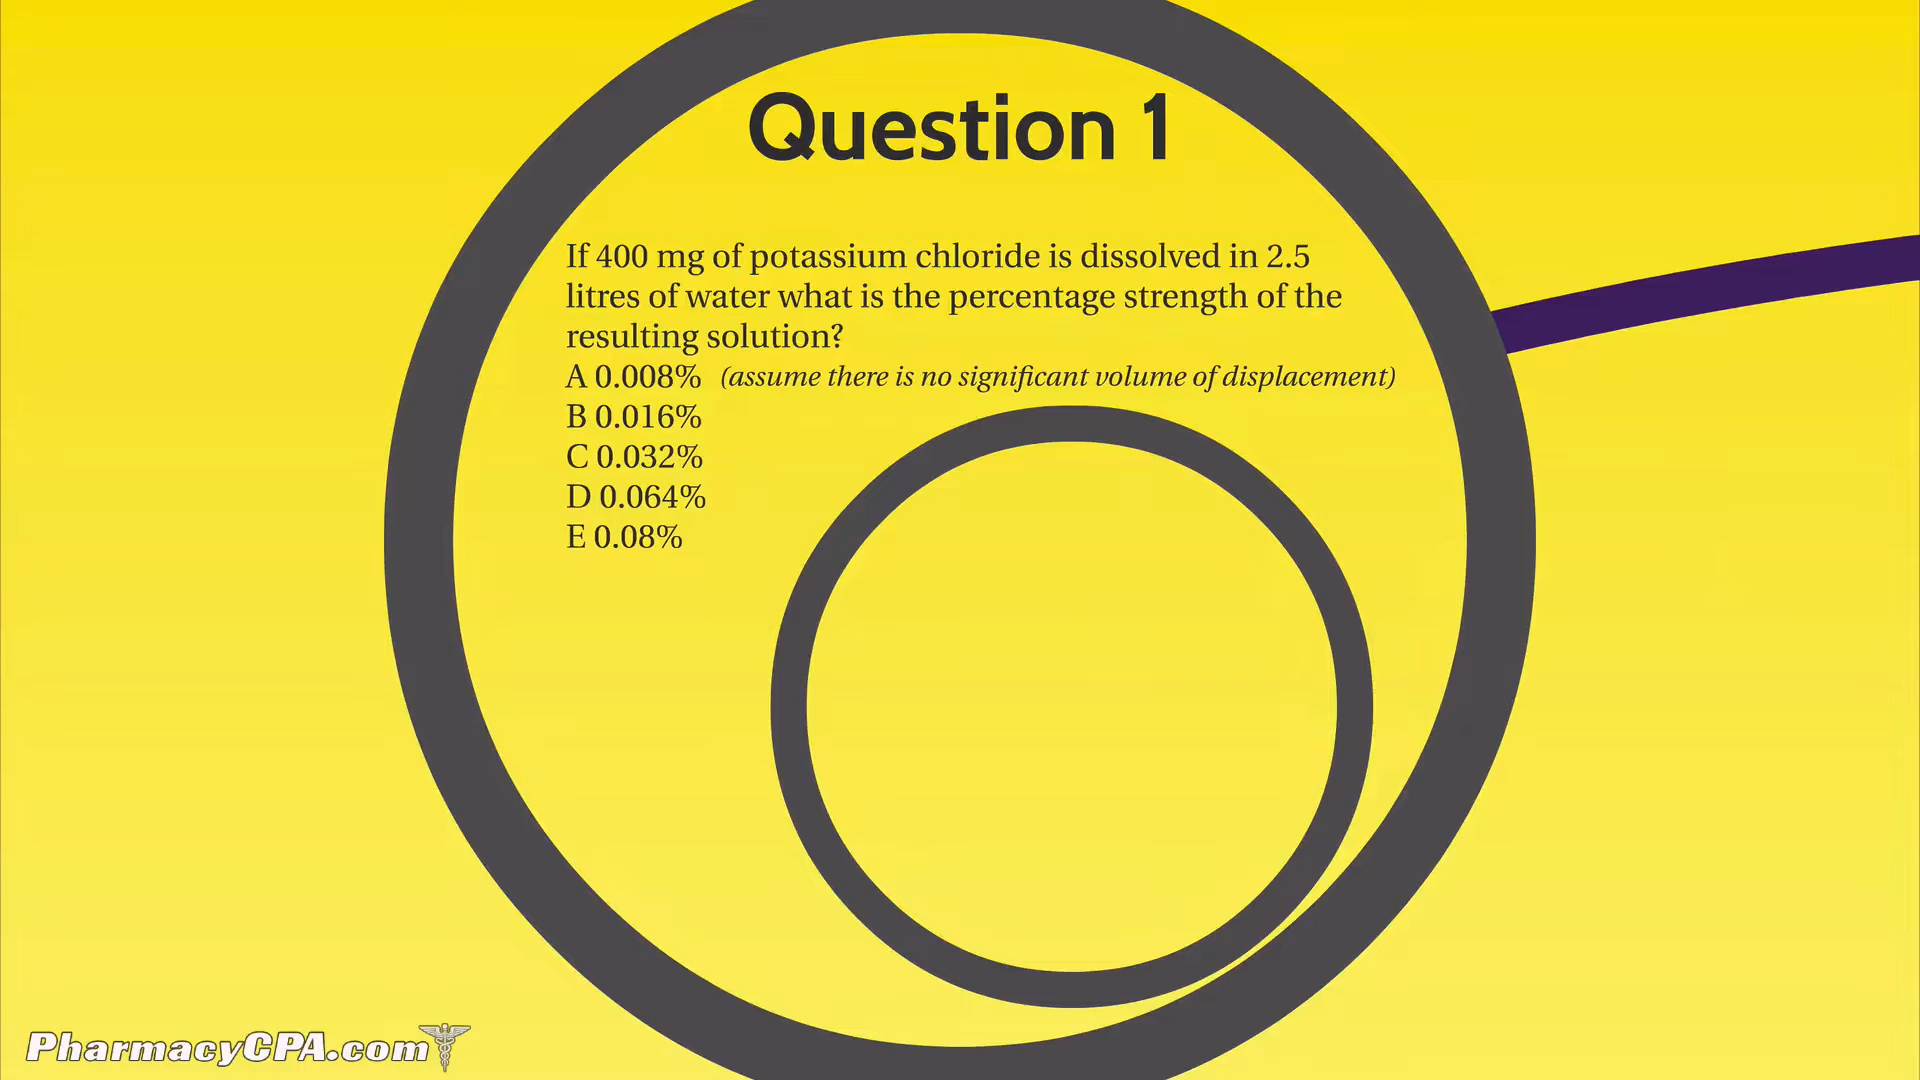 Question 1
If 400 mg of potassium chloride is dissolved in 2.5
litres of water what is the percentage strength of the
resulting solution?
A 0.008% (assume there is no significant volume of displacement)
B 0.016%
C 0.032%
D 0.064%
E 0.08%
PharmacyCPA.com